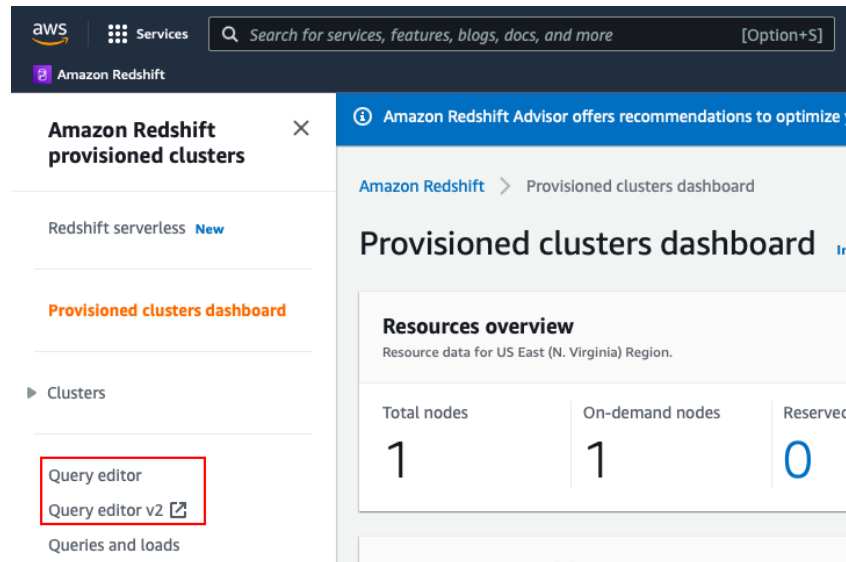 aws
Services
Search for services, features, blogs, docs, and more
[Option+S]
Amazon Redshift
Amazon Redshift
provisioned clusters
Redshift serverless New
Provisioned clusters dashboard
Clusters
Query editor
Query editor v2
Queries and loads
Amazon Redshift Advisor offers recommendations to optimize
Amazon Redshift > Provisioned clusters dashboard
Provisioned clusters dashboard
Resources overview
Resource data for US East (N. Virginia) Region.
Total nodes
1
On-demand nodes
1
Reserved
0